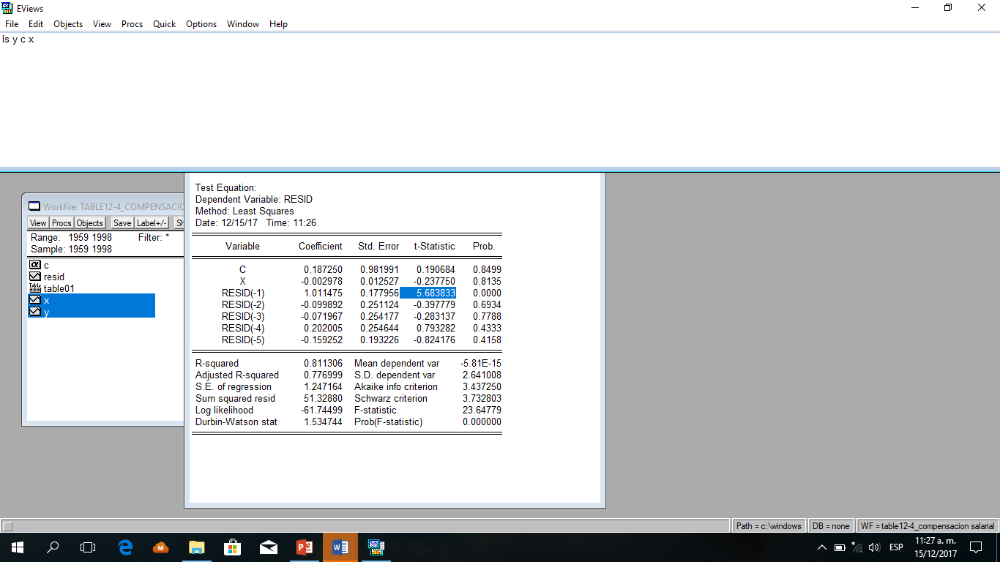 EViews
File Edit Objects View Procs Quick Options Window Help
ls y c x
Workfile: TABLE12-4_COMPENSACIO
View Procs Objects Save Label+/- Sh
Range: 1959 1998 Filter: *
Sample: 1959 1998
c
resid
table01
x
y
Test Equation:
Dependent Variable: RESID
Method: Least Squares
Date: 12/15/17 Time: 11:26
Variable Coefficient Std. Error t-Statistic Prob.
C 0.187250 0.981991 0.190684 0.8499
X -0.002978 0.012527 -0.237750 0.8135
RESID(-1) 1.011475 0.177956 5.683833 0.0000
RESID(-2) -0.099892 0.251124 -0.397779 0.6934
RESID(-3) -0.071967 0.254177 -0.283137 0.7788
RESID(-4) 0.202005 0.254644 0.793282 0.4333
RESID(-5) -0.159252 0.193226 -0.824176 0.4158
R-squared 0.811306 Mean dependent var -5.81E-15
Adjusted R-squared 0.776999 S.D. dependent var 2.641008
S.E. of regression 1.247164 Akaike info criterion 3.437250
Sum squared resid 51.32880 Schwarz criterion 3.732803
Log likelihood -61.74499 F-statistic 23.64779
Durbin-Watson stat 1.534744 Prob(F-statistic) 0.000000
Path = c:\windows DB = none WF = table12-4_compensacion salarial
ESP 11:27 a. m.
15/12/2017